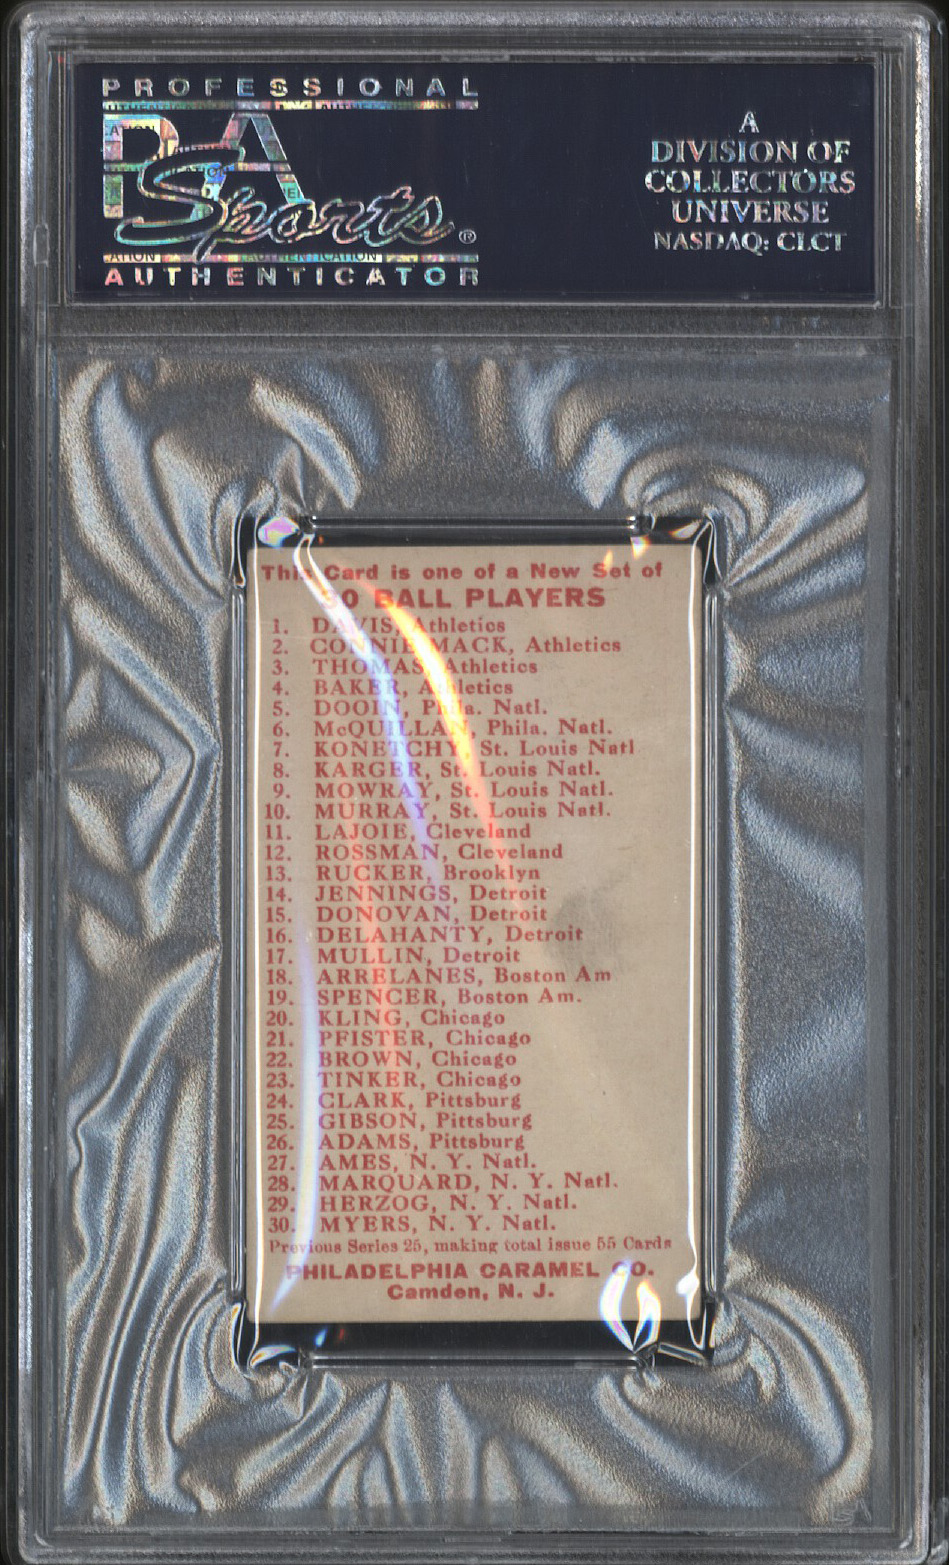 PROFESSIONAL
PSA
Sports®
AUTHENTICATOR
A
DIVISION OF
COLLECTORS
UNIVERSE
NASDAQ: CLCT
This Card is one of a New Set of
30 BALL PLAYERS
1. DAVIS, Athletics
2. CONNIE MACK, Athletics
3. THOMAS, Athletics
4. BAKER, Athletics
5. DOOIN, Phila. Natl.
6. McQUILLAN, Phila. Natl.
7. KONETCHY, St. Louis Natl
8. KARGER, St. Louis Natl.
9. MOWRAY, St. Louis Natl.
10. MURRAY, St. Louis Natl.
11. LAJOIE, Cleveland
12. ROSSMAN, Cleveland
13. RUCKER, Brooklyn
14. JENNINGS, Detroit
15. DONOVAN, Detroit
16. DELAHANTY, Detroit
17. MULLIN, Detroit
18. ARRELANES, Boston Am
19. SPENCER, Boston Am.
20. KLING, Chicago
21. PFISTER, Chicago
22. BROWN, Chicago
23. TINKER, Chicago
24. CLARK, Pittsburg
25. GIBSON, Pittsburg
26. ADAMS, Pittsburg
27. AMES, N. Y. Natl.
28. MARQUARD, N. Y. Natl.
29. HERZOG, N. Y. Natl.
30. MYERS, N. Y. Natl.
Previous Series 25, making total issue 55 Cards
PHILADELPHIA CARAMEL CO.
Camden, N. J.